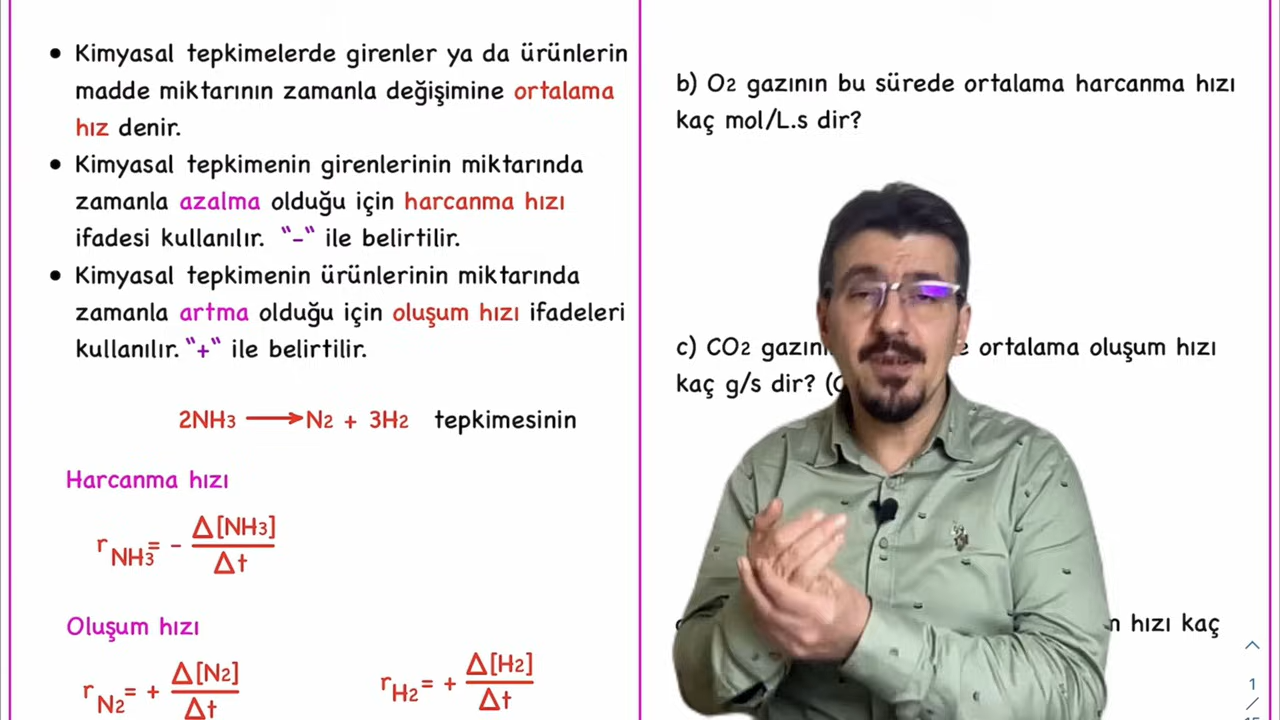 • Kimyasal tepkimelerde girenler ya da ürünlerin
madde miktarının zamanla değişimine ortalama
hız denir.
• Kimyasal tepkimenin girenlerinin miktarında
zamanla azalma olduğu için harcanma hızı
ifadesi kullanılır. “-“ ile belirtilir.
• Kimyasal tepkimenin ürünlerinin miktarında
zamanla artma olduğu için oluşum hızı ifadeleri
kullanılır. “+“ ile belirtilir.
2NH3 ⟶ N2 + 3H2 tepkimesinin
Harcanma hızı
rNH3 = - Δ[NH3]
Δt
Oluşum hızı
rN2 = + Δ[N2]
Δt
rH2 = + Δ[H2]
Δt
b) O2 gazının bu sürede ortalama harcanma hızı
kaç mol/L.s dir?
c) CO2 ortalama oluşum hızı
kaç g/s dir?
hızı kaç
1
/